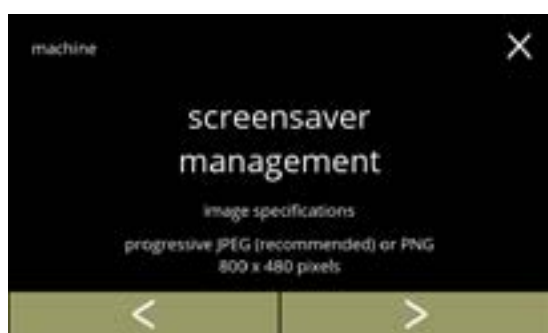 machine
screensaver
management
image specifications
progressive JPEG (recommended) or PNG
800 x 480 pixels